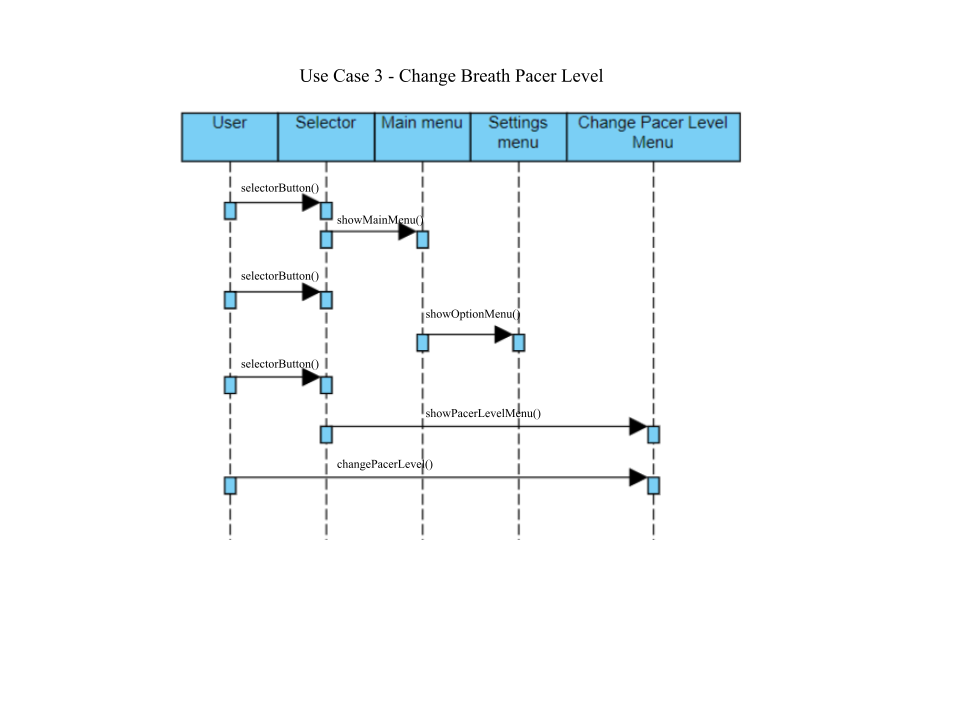 Use Case 3 - Change Breath Pacer Level
User
Selector
Main menu
Settings
menu
Change Pacer Level
Menu
selectorButton()
showMainMenu()
selectorButton()
showOptionMenu()
selectorButton()
showPacerLevelMenu()
changePacerLevel()